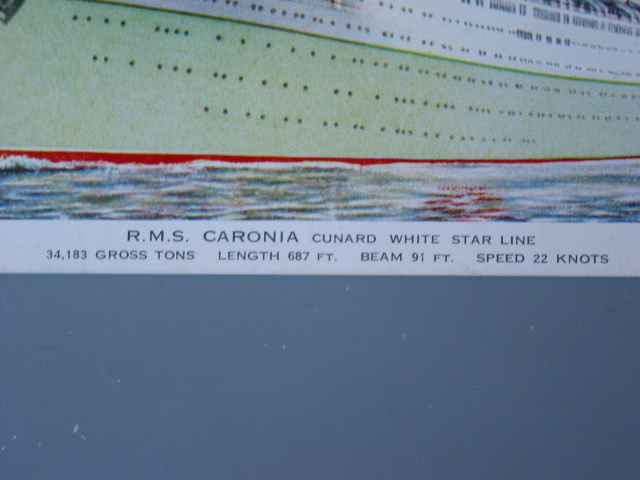 R.M.S. CARONIA CUNARD WHITE STAR LINE
34,183 GROSS TONS LENGTH 687 FT. BEAM 91 FT. SPEED 22 KNOTS